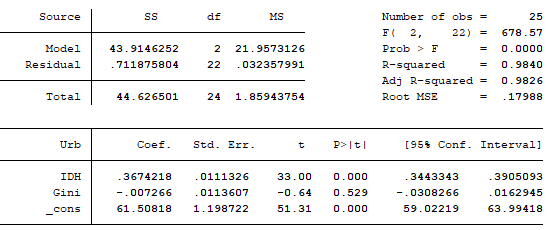 Source SS df MS Number of obs = 25
F( 2, 22) = 678.57
Model 43.9146252 2 21.9573126 Prob > F = 0.0000
Residual .711875804 22 .032357991 R-squared = 0.9840
Adj R-squared = 0.9826
Total 44.626501 24 1.85943754 Root MSE = .17988
Urb Coef. Std. Err. t P>|t| [95% Conf. Interval]
IDH .3674218 .0111326 33.00 0.000 .3443343 .3905093
Gini -.007266 .0113607 -0.64 0.529 -.0308266 .0162945
_cons 61.50818 1.198722 51.31 0.000 59.02219 63.99418